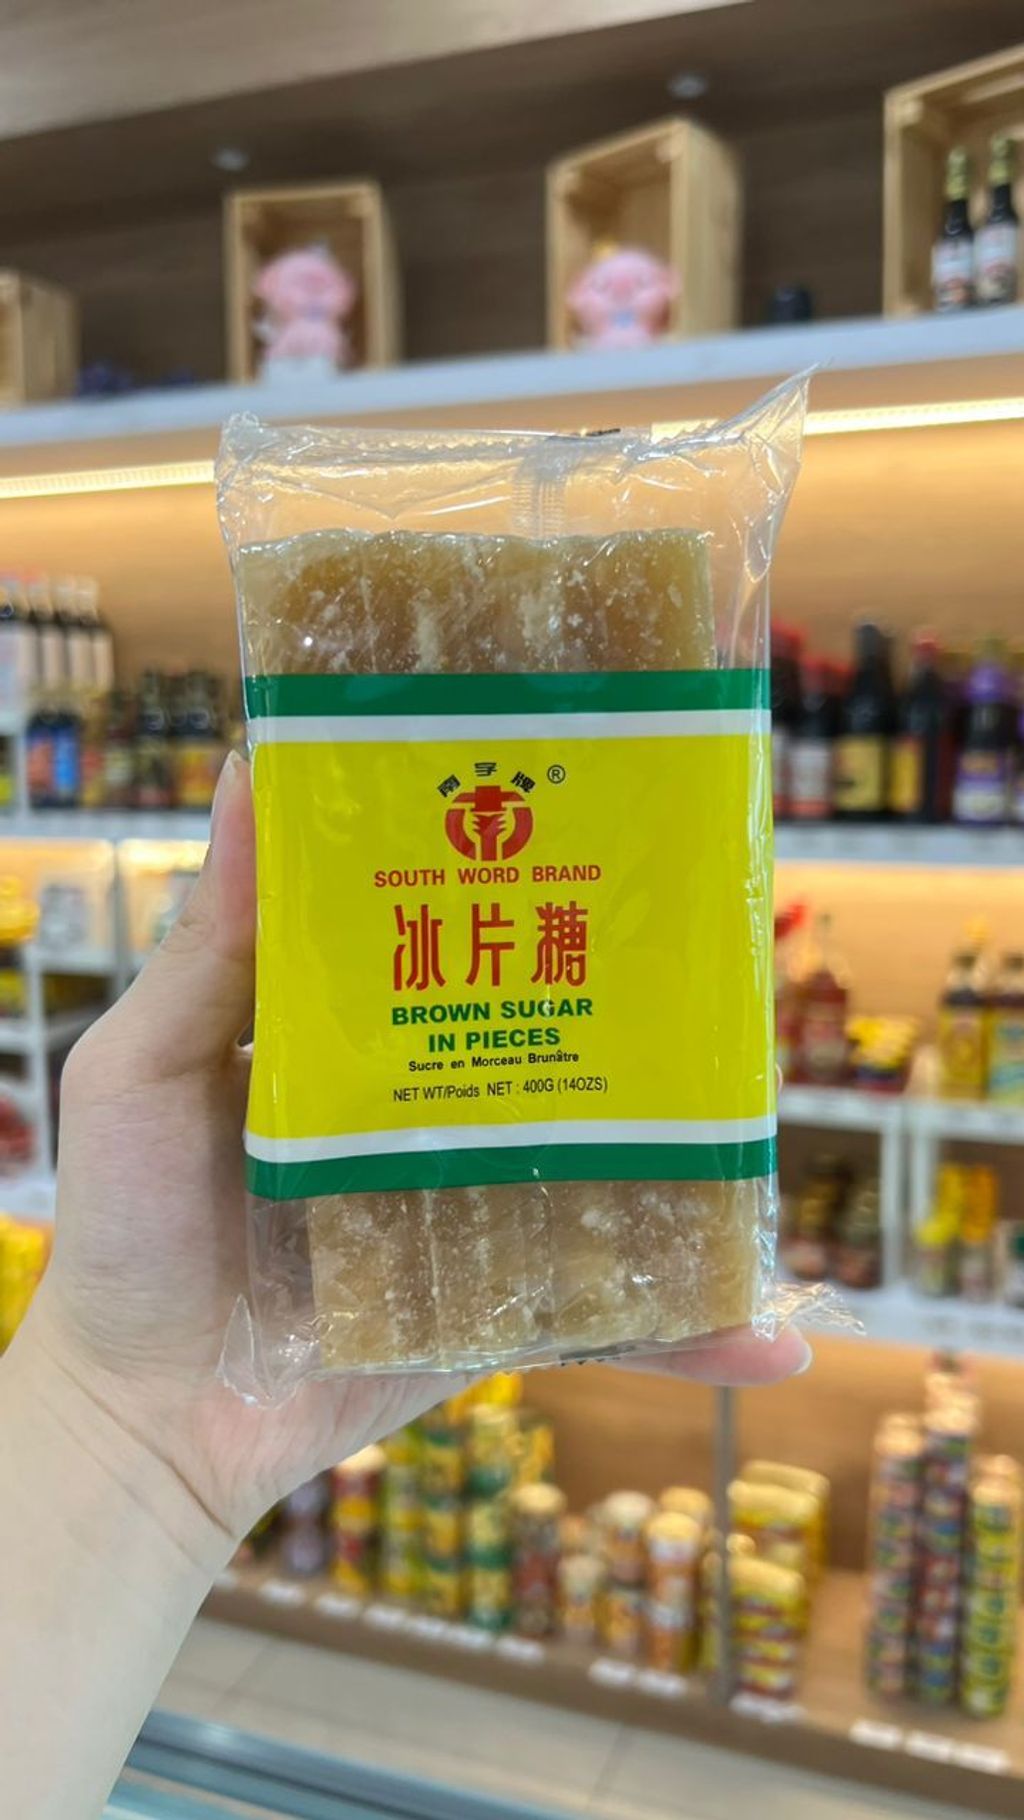 南字牌®
SOUTH WORD BRAND
冰片糖
BROWN SUGAR
IN PIECES
Sucre en Morceau Brunâtre
NET WT/Poids NET : 400G (14OZS)